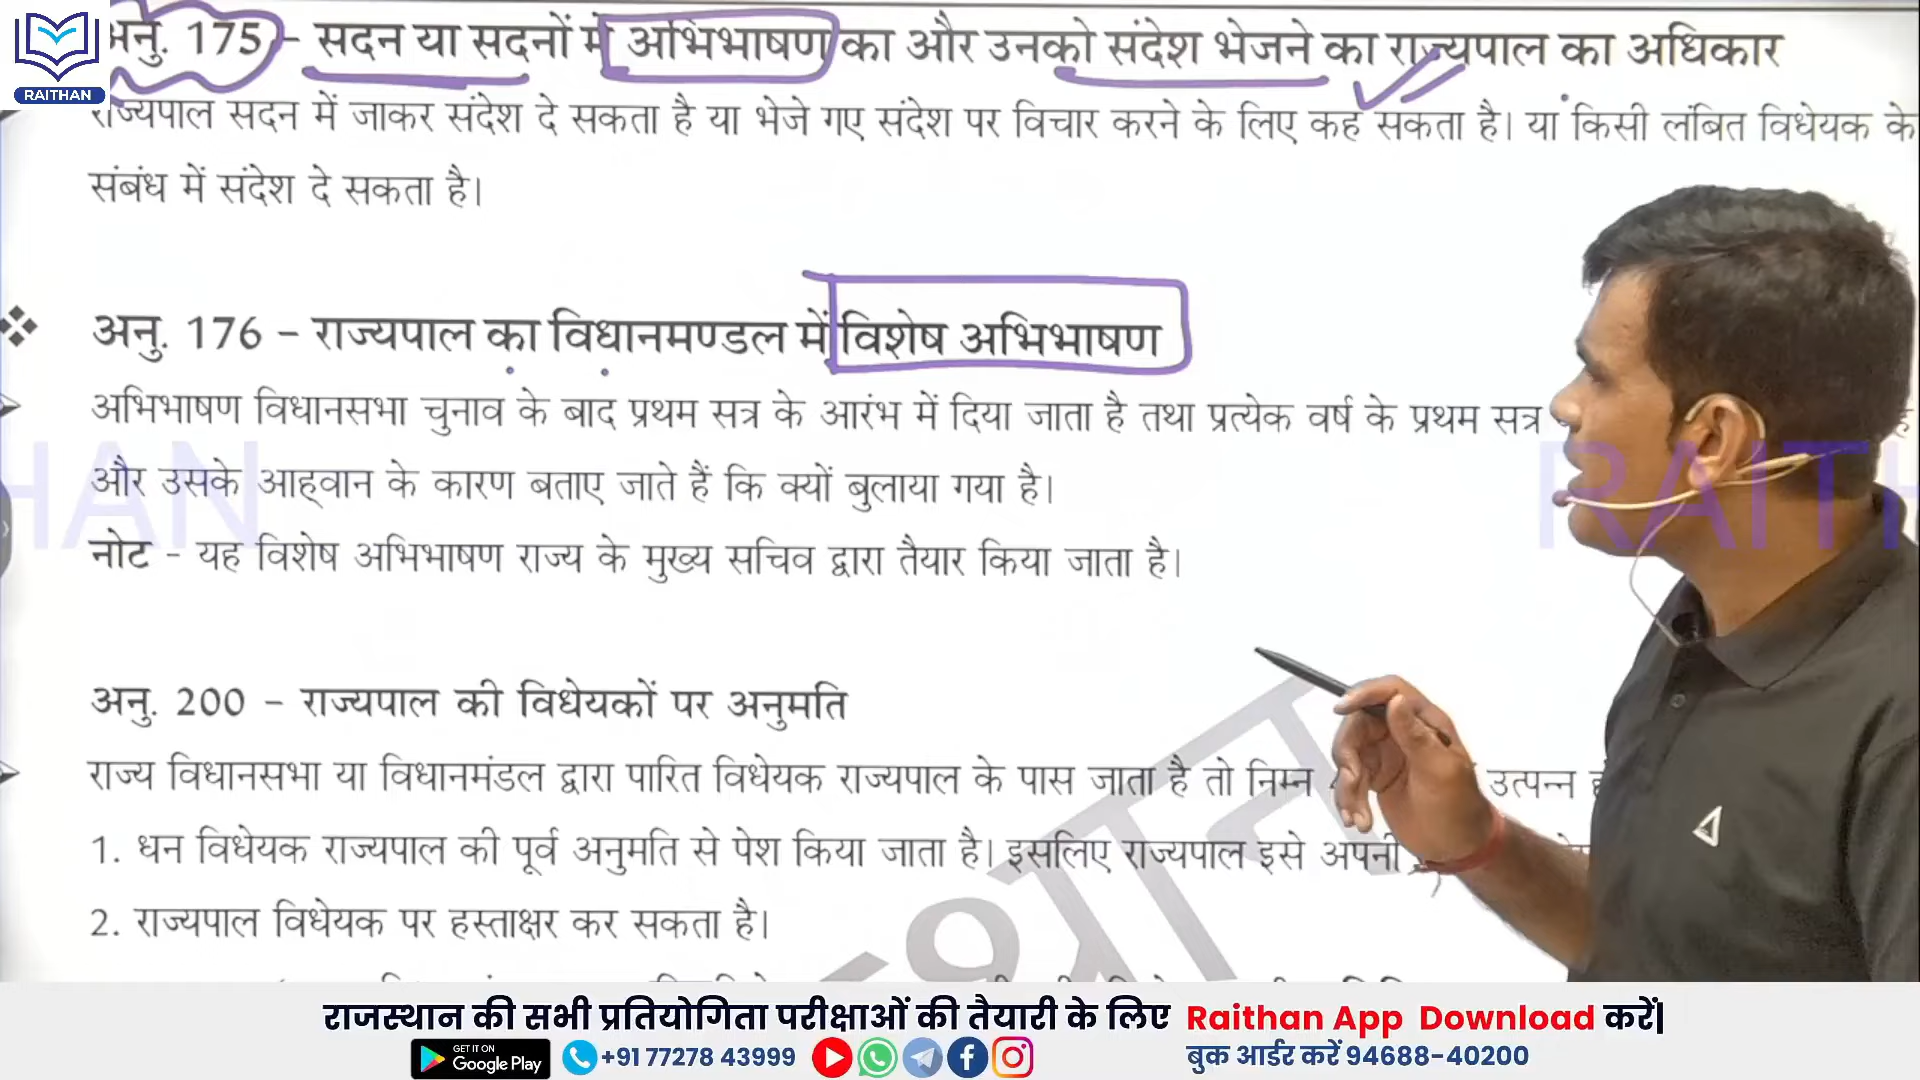 RAITHAN
अनु. 175 - सदन या सदनों में अभिभाषण का और उनको संदेश भेजने का राज्यपाल का अधिकार
राज्यपाल सदन में जाकर संदेश दे सकता है या भेजे गए संदेश पर विचार करने के लिए कह सकता है। या किसी लंबित विधेयक के
संबंध में संदेश दे सकता है।
अनु. 176 – राज्यपाल का विधानमण्डल में विशेष अभिभाषण
अभिभाषण विधानसभा चुनाव के बाद प्रथम सत्र के आरंभ में दिया जाता है तथा प्रत्येक वर्ष के प्रथम सत्र
और उसके आह्वान के कारण बताए जाते हैं कि क्यों बुलाया गया है।
नोट - यह विशेष अभिभाषण राज्य के मुख्य सचिव द्वारा तैयार किया जाता है।
अनु. 200 – राज्यपाल की विधेयकों पर अनुमति
राज्य विधानसभा या विधानमंडल द्वारा पारित विधेयक राज्यपाल के पास जाता है तो निम्न उत्पन्न
1. धन विधेयक राज्यपाल की पूर्व अनुमति से पेश किया जाता है। इसलिए राज्यपाल इसे अपनी
2. राज्यपाल विधेयक पर हस्ताक्षर कर सकता है।
राजस्थान की सभी प्रतियोगिता परीक्षाओं की तैयारी के लिए Raithan App Download करें|
GET IT ON Google Play +91 77278 43999 बुक आर्डर करें 94688-40200